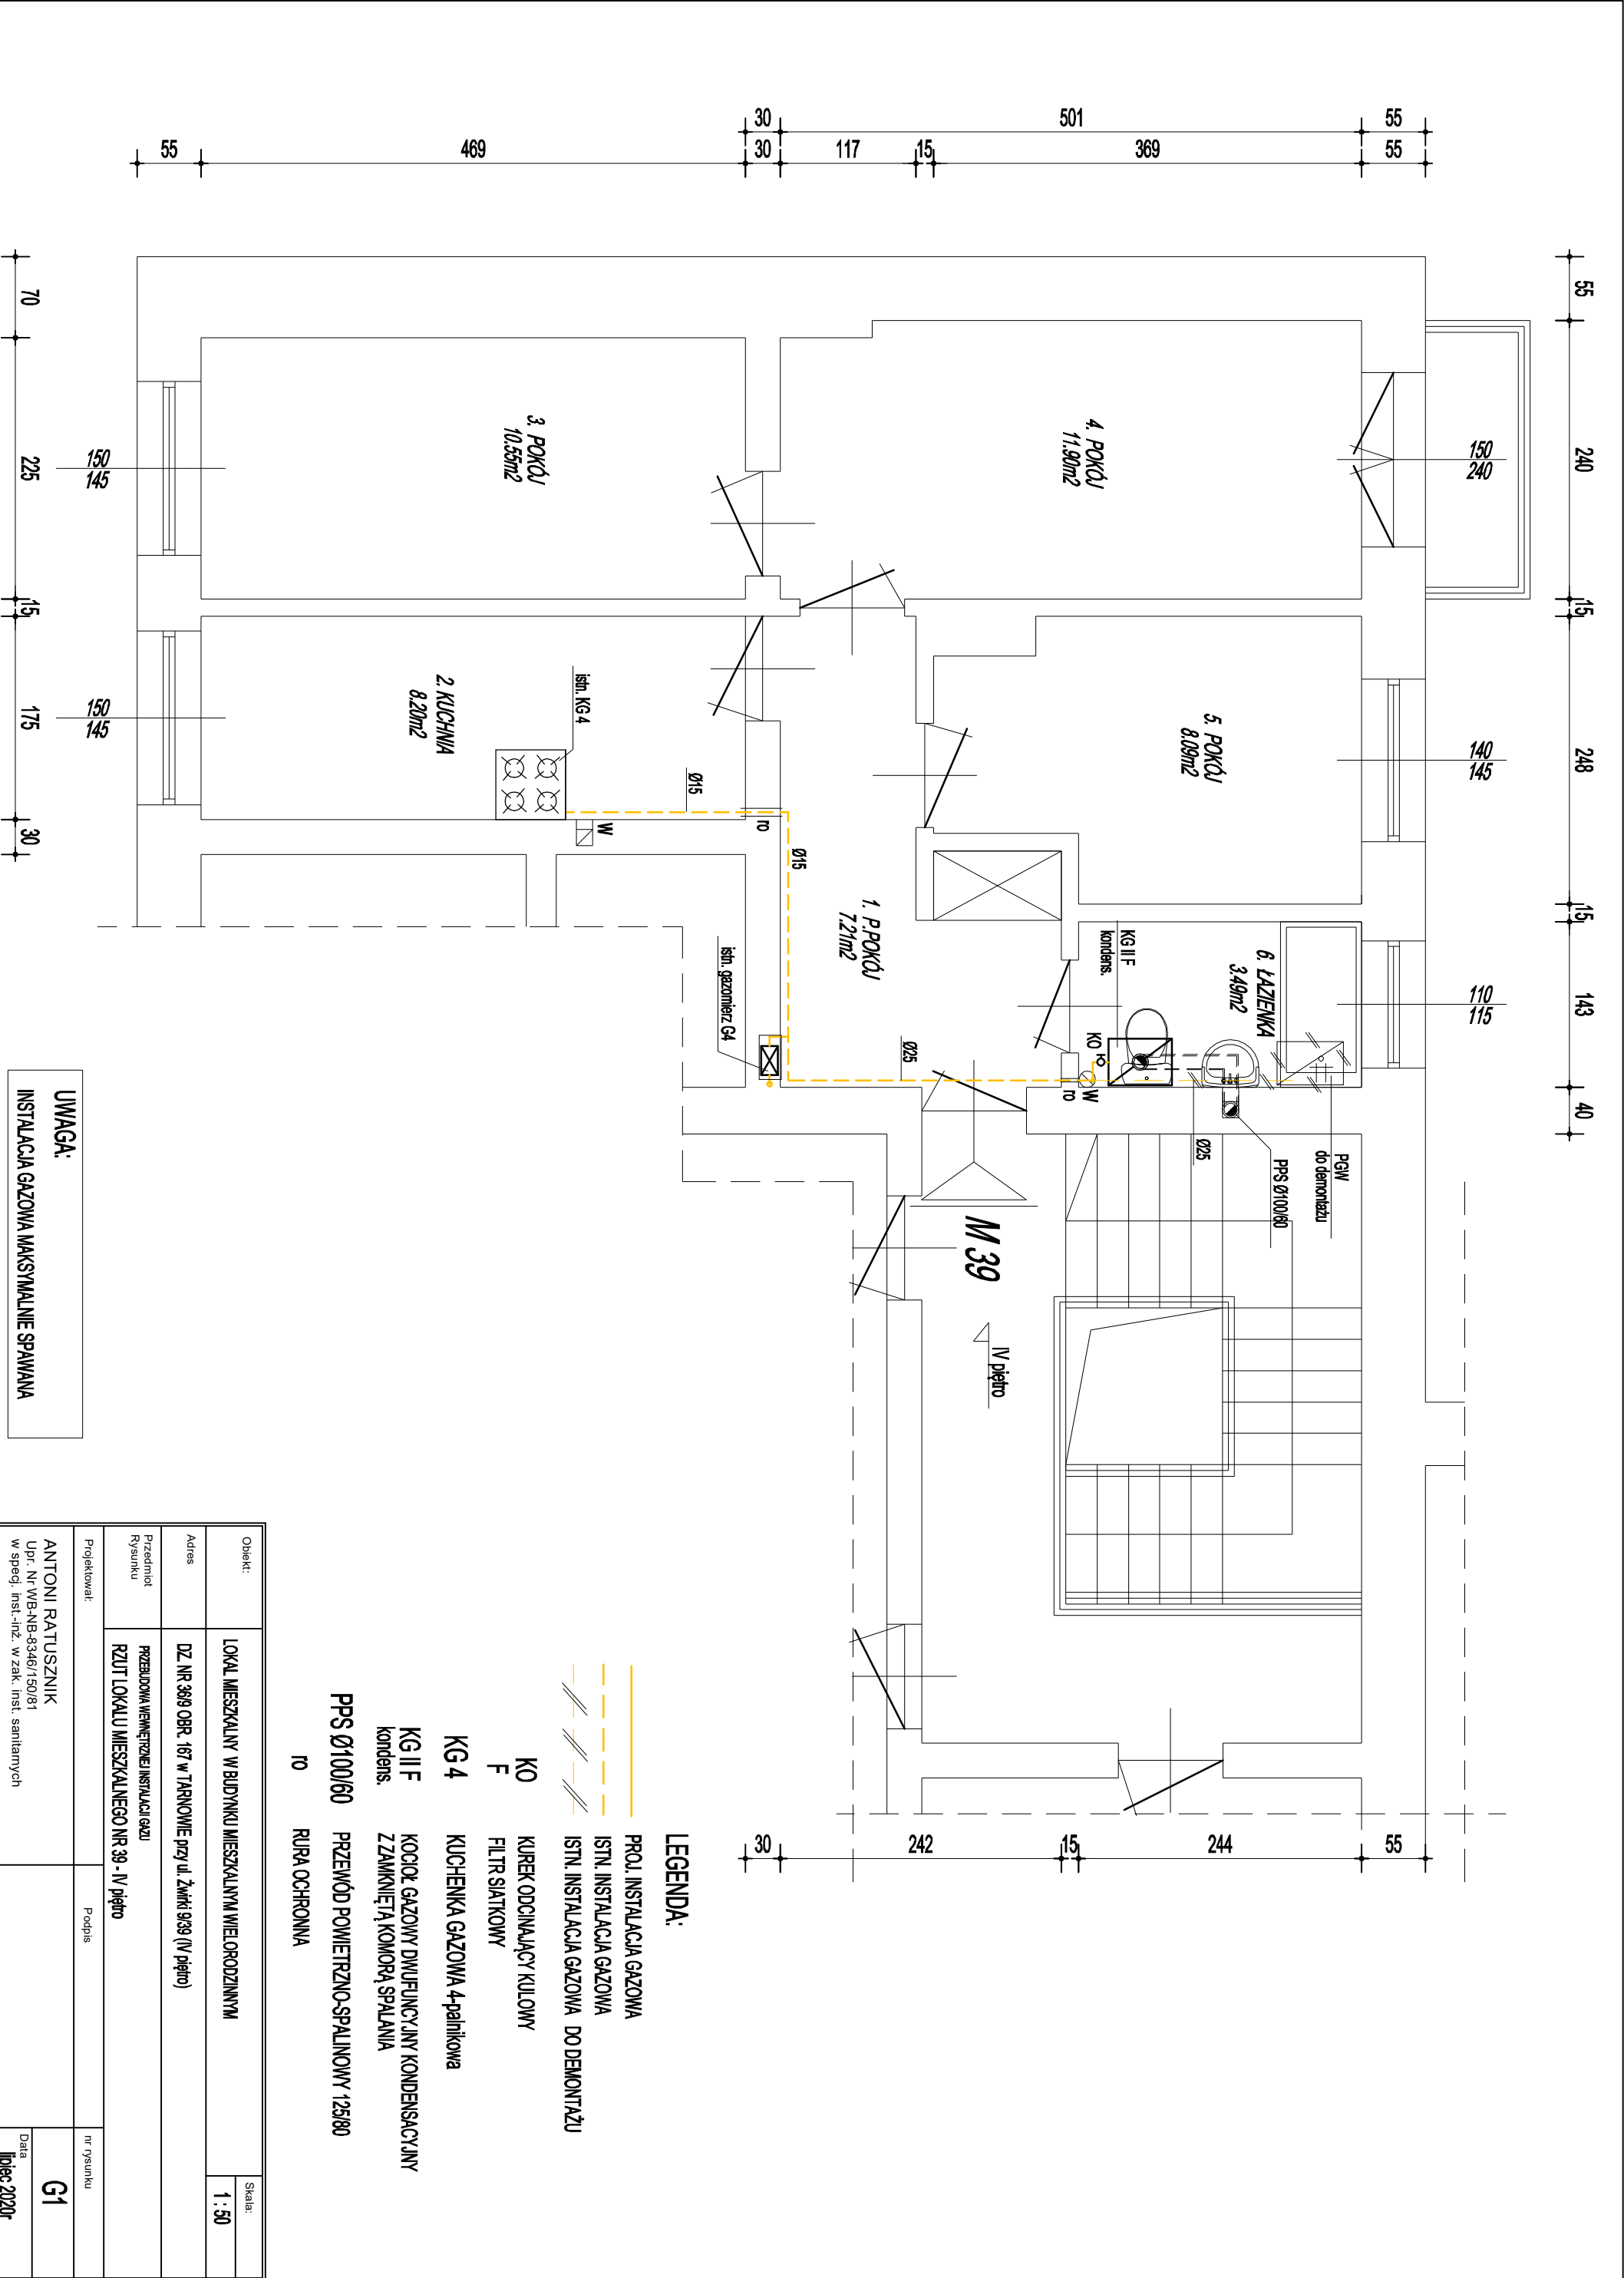 55
240
15
248
15
143
40
150
240
140
145
110
115
30
501
55
55
469
30
117
15
369
55
4. POKÓJ
11.90m2
5. POKÓJ
8.09m2
6. ŁAZIENKA
3.49m2
KG II F
kondens.
KO
W
ro
Ø25
Ø25
PGW
do demontażu
PPS Ø100/60
3. POKÓJ
10.55m2
2. KUCHNIA
8.20m2
istn. KG 4
Ø15
ro
W
Ø15
1. P.POKÓJ
7.21m2
istn. gazomierz G4
M 39
IV piętro
150
145
150
145
70
225
15
175
30
30
242
15
244
55
LEGENDA:
PROJ. INSTALACJA GAZOWA
ISTN. INSTALACJA GAZOWA
ISTN. INSTALACJA GAZOWA DO DEMONTAŻU
KO KUREK ODCINAJĄCY KULOWY
F FILTR SIATKOWY
KG 4 KUCHENKA GAZOWA 4-palnikowa
KG II F KOCIOŁ GAZOWY DWUFUNCYJNY KONDENSACYJNY
kondens. Z ZAMKNIĘTĄ KOMORĄ SPALANIA
PPS Ø100/60 PRZEWÓD POWIETRZNO-SPALINOWY 125/80
ro RURA OCHRONNA
UWAGA:
INSTALACJA GAZOWA MAKSYMALNIE SPAWANA
Obiekt:
LOKAL MIESZKALNY W BUDYNKU MIESZKALNYM WIELORODZINNYM
Skala:
1 : 50
Adres
DZ. NR 36/9 OBR. 167 w TARNOWIE przy ul. Żwirki 9/39 (IV piętro)
Przedmiot
Rysunku
PRZEBUDOWA WEWNĘTRZNEJ INSTALACJI GAZU
RZUT LOKALU MIESZKALNEGO NR 39 - IV piętro
Projektował:
Podpis
nr rysunku
ANTONI RATUSZNIK
Upr. Nr WB-NB-8346/150/81
w specj. inst.-inż. w zak. inst. sanitarnych
G1
Data
lipiec 2020r